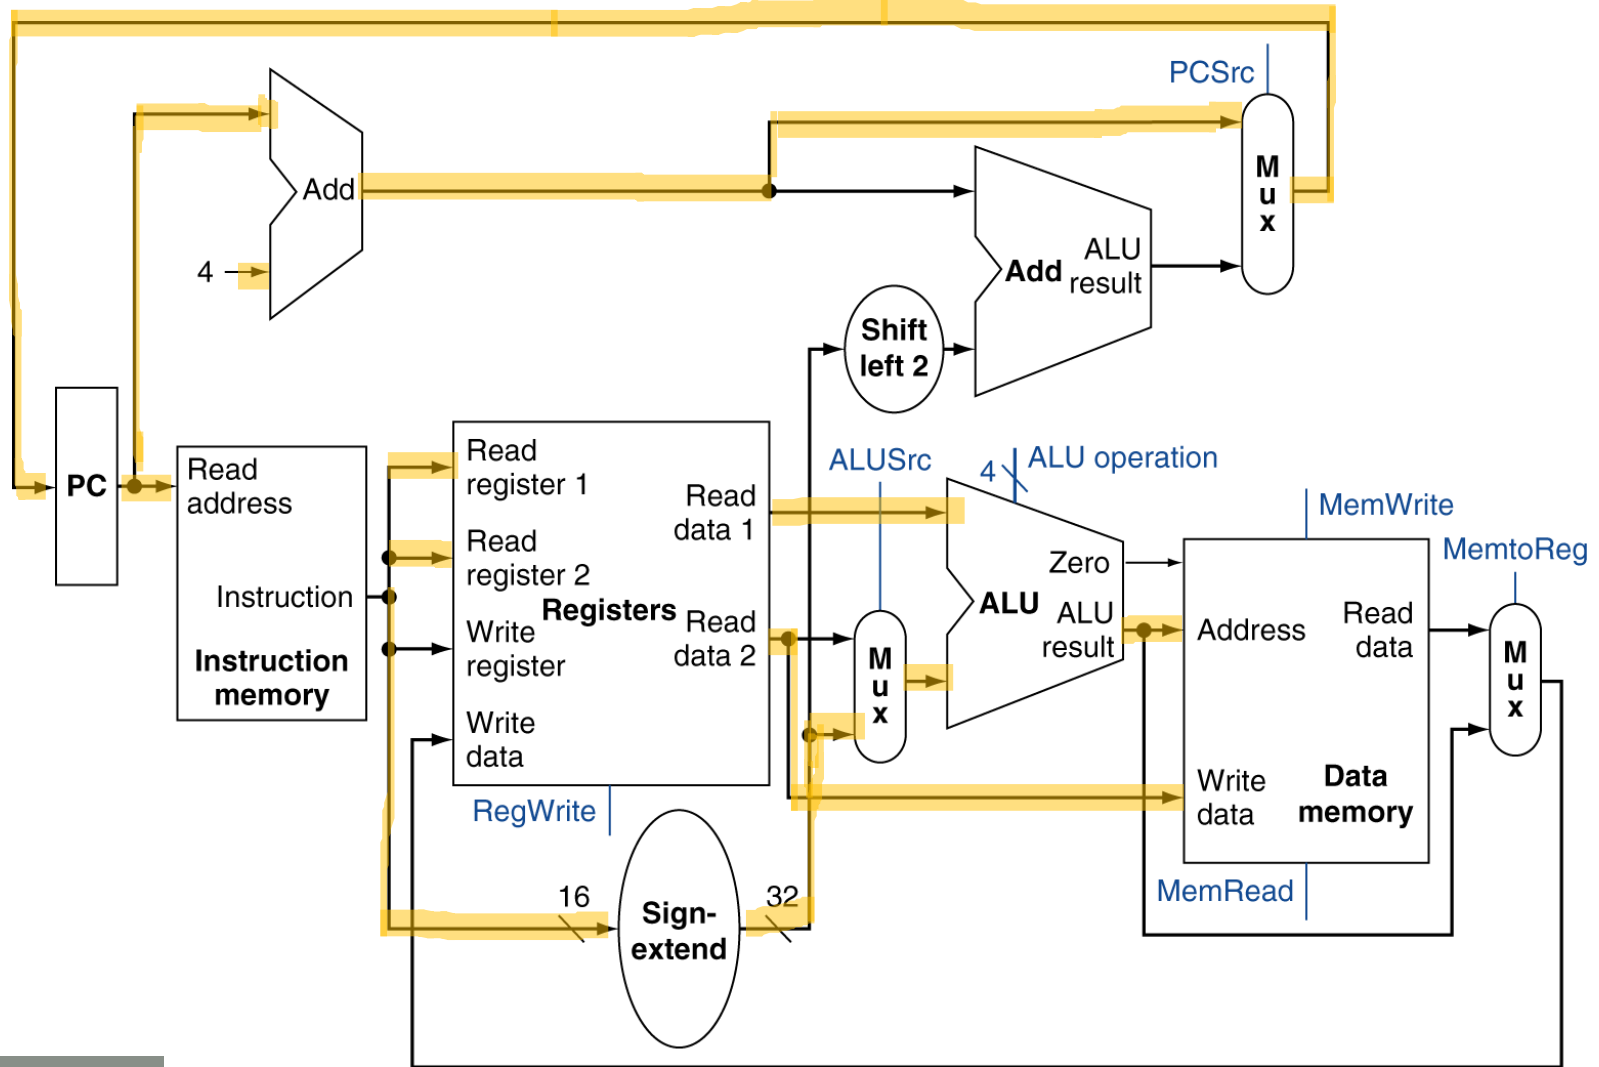 PCSrc
Add
M
u
x
4
ALU
Add
result
Shift
left 2
PC
Read
address
Instruction
Instruction
memory
Read
register 1
Read
register 2
Registers
Write
register
Write
data
Read
data 1
Read
data 2
RegWrite
16
Sign-
extend
32
ALUSrc
M
u
x
4
ALU operation
Zero
ALU
ALU
result
MemWrite
MemtoReg
Address
Read
data
Write
data
Data
memory
MemRead
M
u
x